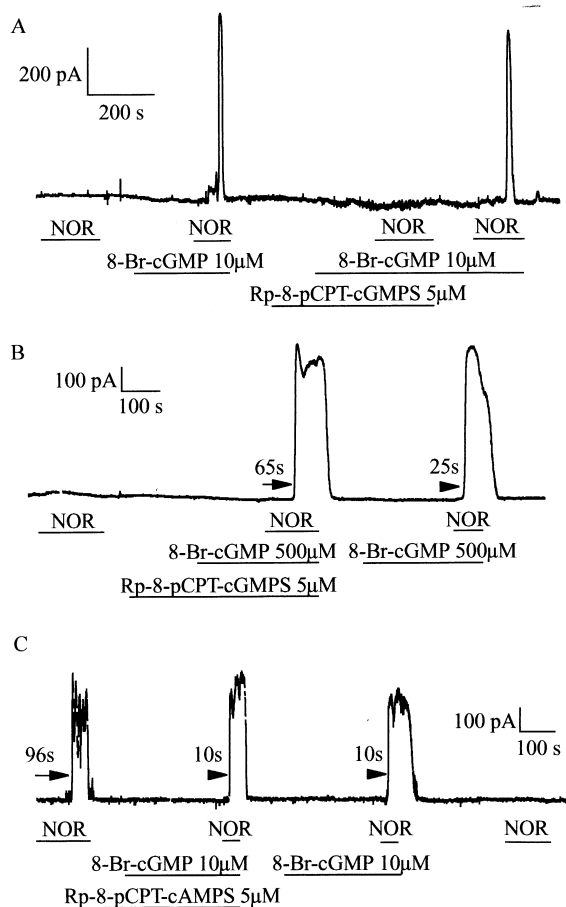 A
200 pA
200 s
NOR NOR NOR NOR
8-Br-cGMP 10µM 8-Br-cGMP 10µM
Rp-8-pCPT-cGMPS 5µM
B
100 pA
100 s
65s 25s
NOR NOR NOR
8-Br-cGMP 500µM 8-Br-cGMP 500µM
Rp-8-pCPT-cGMPS 5µM
C
100 pA
100 s
96s 10s 10s
NOR NOR NOR NOR
8-Br-cGMP 10µM 8-Br-cGMP 10µM
Rp-8-pCPT-cAMPS 5µM